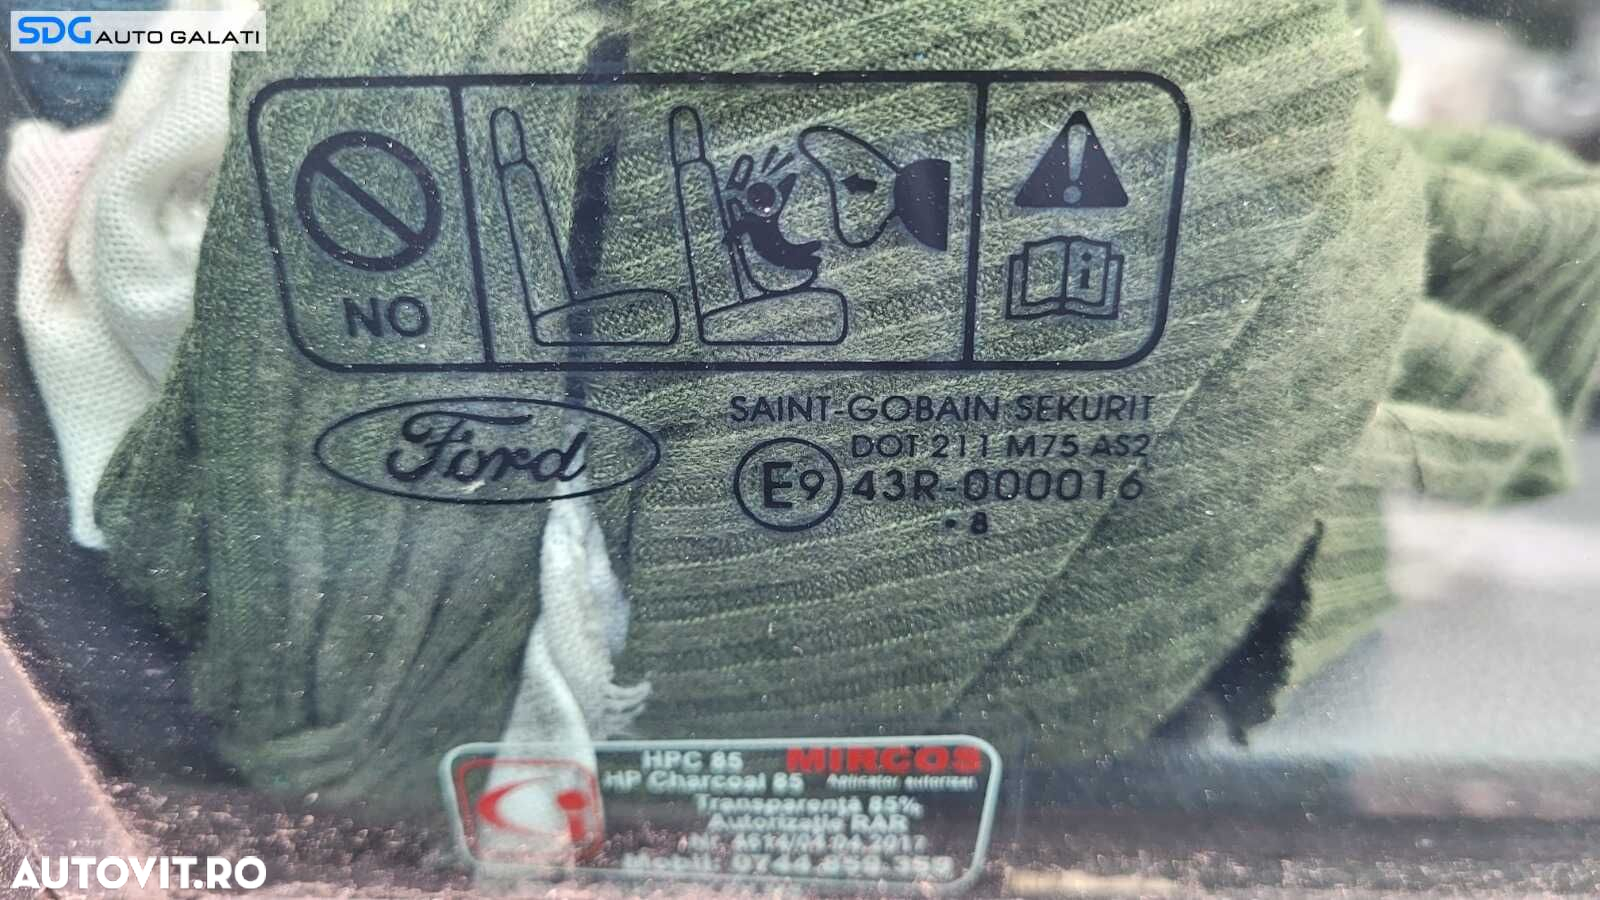 SDG AUTO GALATI
NO
i
Ford
SAINT-GOBAIN SEKURIT
DOT 211 M75 AS2
E9 43R-000016
. 8
HPC 85 MIRCOS
HP Charcoal 85 Aplicator autorizat
Transparență 85%
Autorizație RAR
Mobil:
AUTOVIT.RO